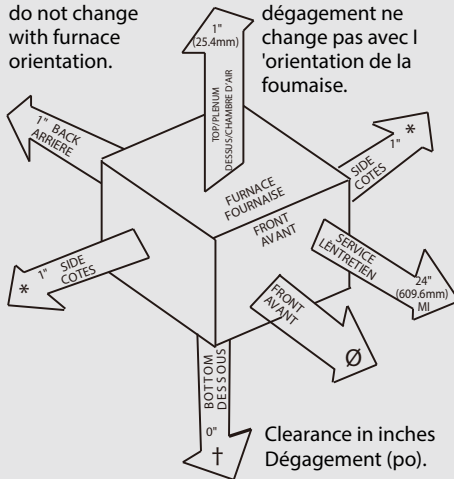 do not change
with furnace
orientation.
dégagement ne
change pas avec l
'orientation de la
foumaise.
1"
(25.4mm)
TOP/PLENUM
DESSUS/CHAMBRE D'AIR
1" BACK
ARRIERE
*
1"
SIDE
COTES
FURNACE
FOURNAISE
FRONT
AVANT
* 1" SIDE
COTES
SERVICE
LÉNTRETIEN
24"
(609.6mm)
MI
FRONT
AVANT
Ø
BOTTOM
DESSOUS
0"
†
Clearance in inches
Dégagement (po).